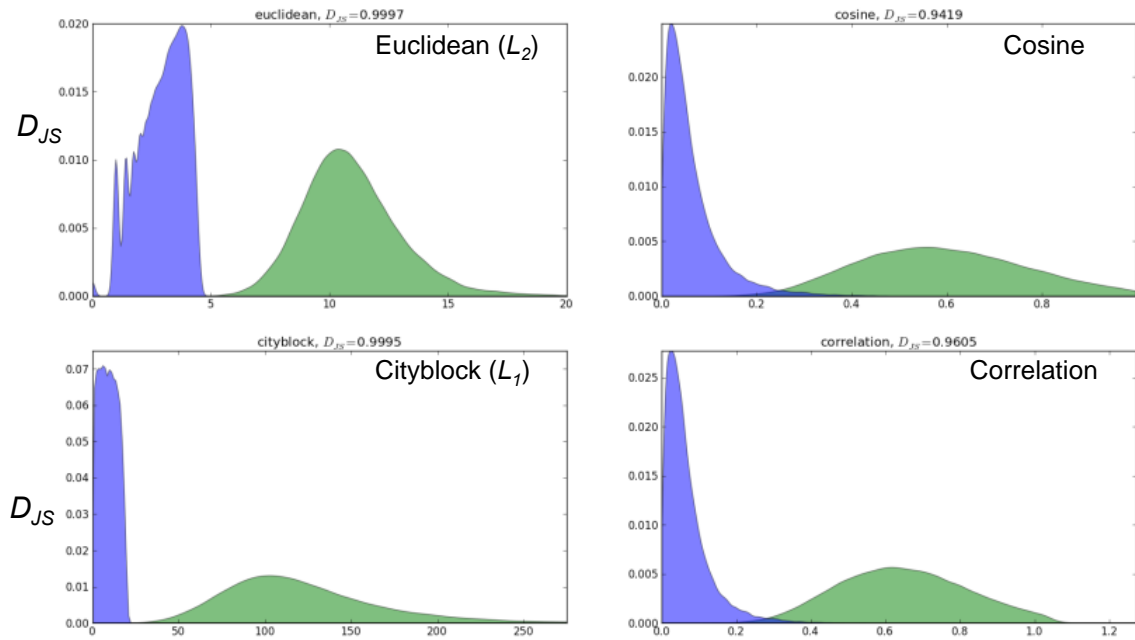 euclidean, D_JS=0.9997
Euclidean (L₂)
0.020
0.015
0.010
0.005
0.000
D_JS
0 5 10 15 20
cosine, D_JS=0.9419
Cosine
0.020
0.015
0.010
0.005
0.000
0.0 0.2 0.4 0.6 0.8
cityblock, D_JS=0.9995
Cityblock (L₁)
0.07
0.06
0.05
0.04
0.03
0.02
0.01
0.00
D_JS
0 50 100 150 200 250
correlation, D_JS=0.9605
Correlation
0.025
0.020
0.015
0.010
0.005
0.000
0.0 0.2 0.4 0.6 0.8 1.0 1.2